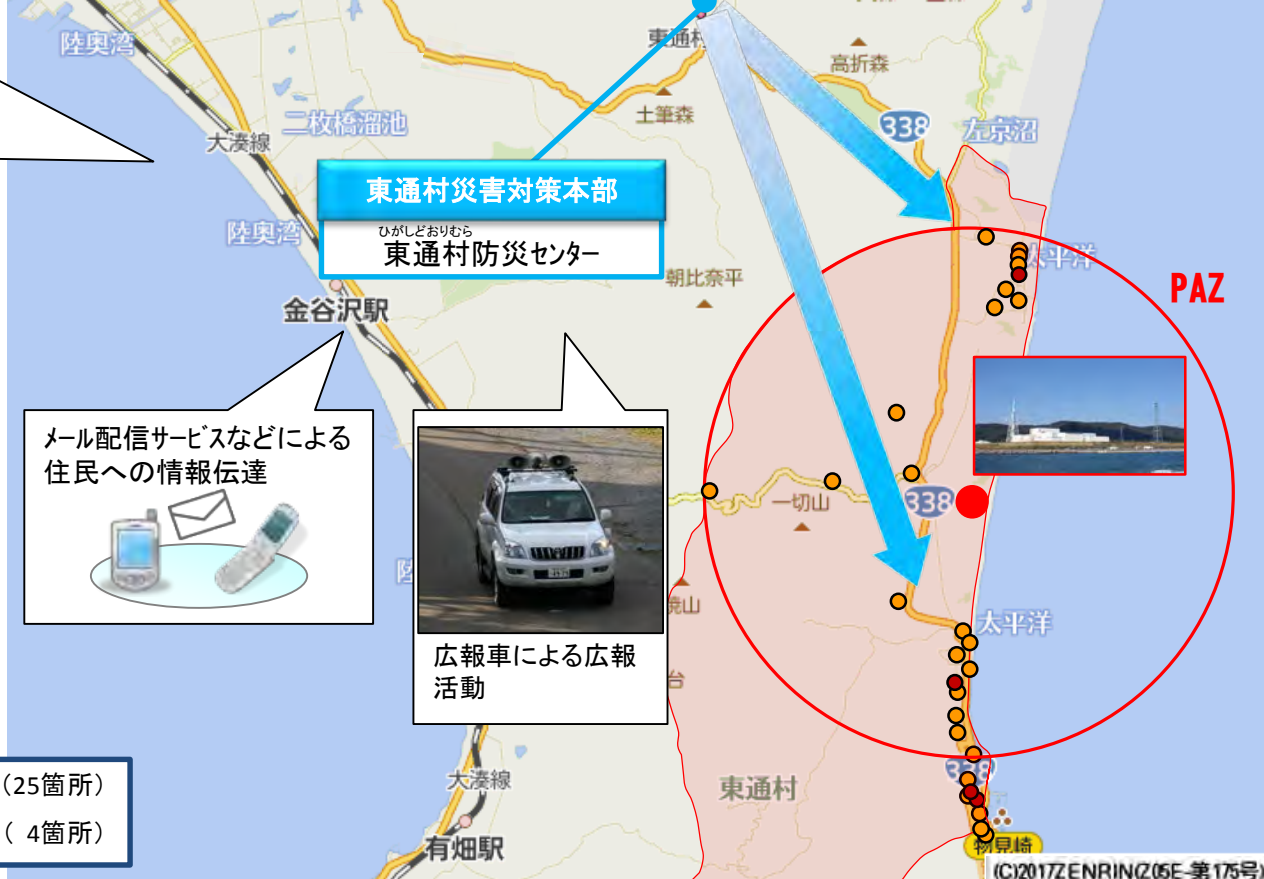 陸奥湾
東通村
高折森
土筆森
二枚橋溜池
大湊線
338
左京沼
東通村災害対策本部
ひがしどおりむら
東通村防災センター
陸奥湾
太平洋
朝比奈平
PAZ
金谷沢駅
メール配信サービスなどによる
住民への情報伝達
一切山
338
広報車による広報
活動
太平洋
大湊線
東通村
338
(25箇所)
( 4箇所)
有畑駅
物見崎
(C)2017ZENRIN(Z05E-第175号)